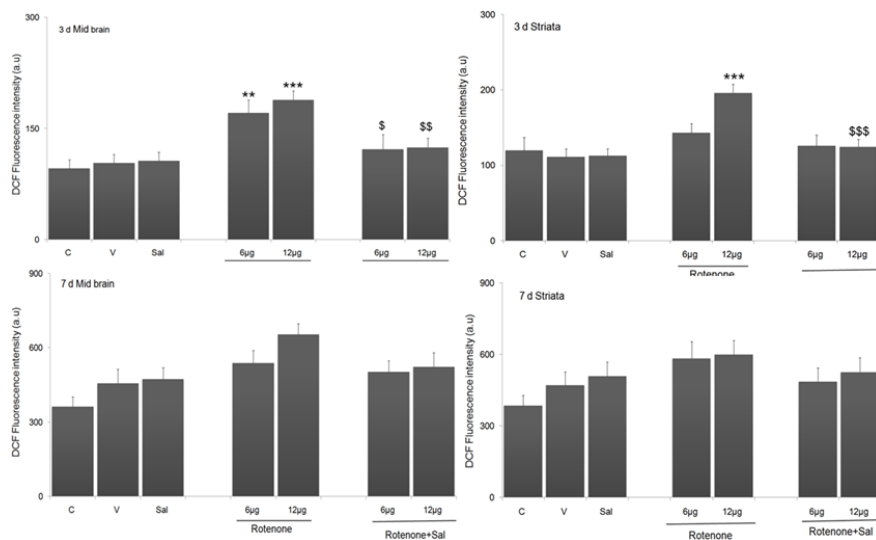 3 d Mid brain
DCF Fluorescence intensity (a.u)
300
150
0
** ***
$ $$
C V Sal 6µg 12µg 6µg 12µg
3 d Striata
DCF Fluorescence intensity (a.u)
300
200
100
0
***
$$$
C V Sal 6µg 12µg 6µg 12µg
Rotenone
7 d Mid brain
DCF Fluorescence intensity (a.u)
900
600
300
0
C V Sal 6µg 12µg 6µg 12µg
Rotenone Rotenone+Sal
7 d Striata
DCF Fluorescence intensity (a.u)
900
600
300
0
C V Sal 6µg 12µg 6µg 12µg
Rotenone Rotenone+Sal